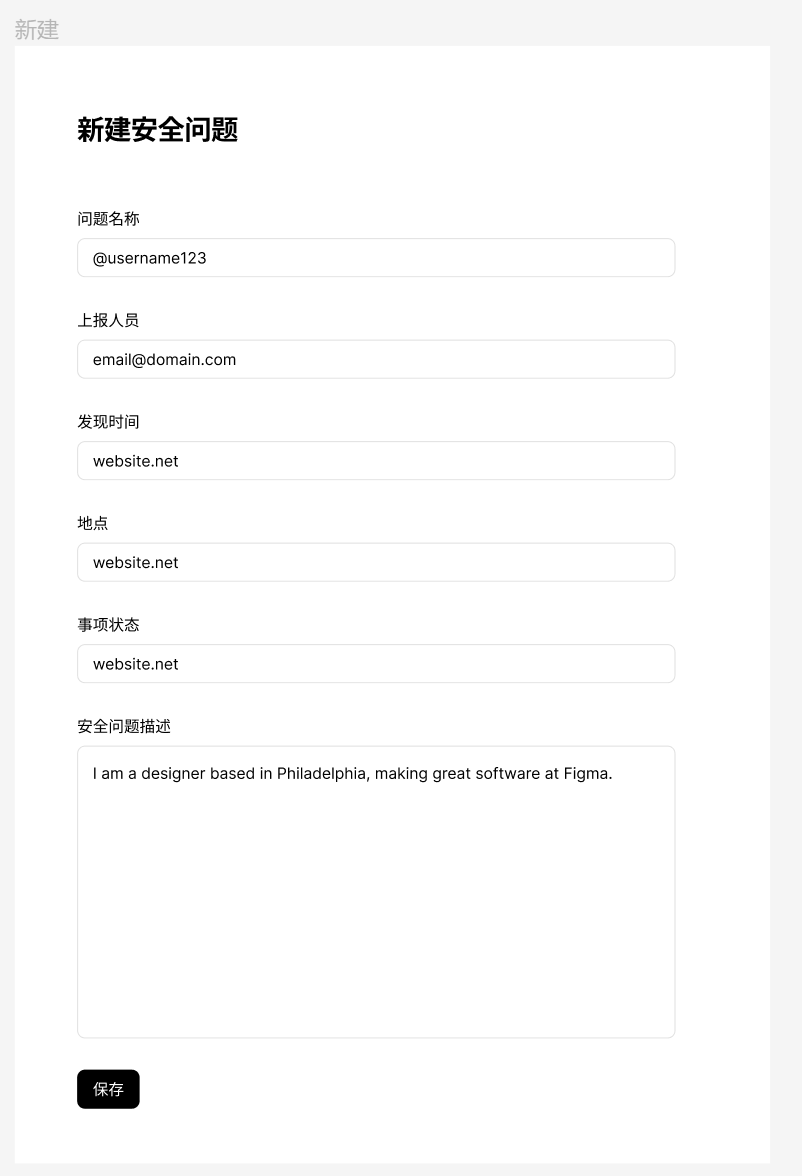 新建
新建安全问题
问题名称
@username123
上报人员
email@domain.com
发现时间
website.net
地点
website.net
事项状态
website.net
安全问题描述
I am a designer based in Philadelphia, making great software at Figma.
保存